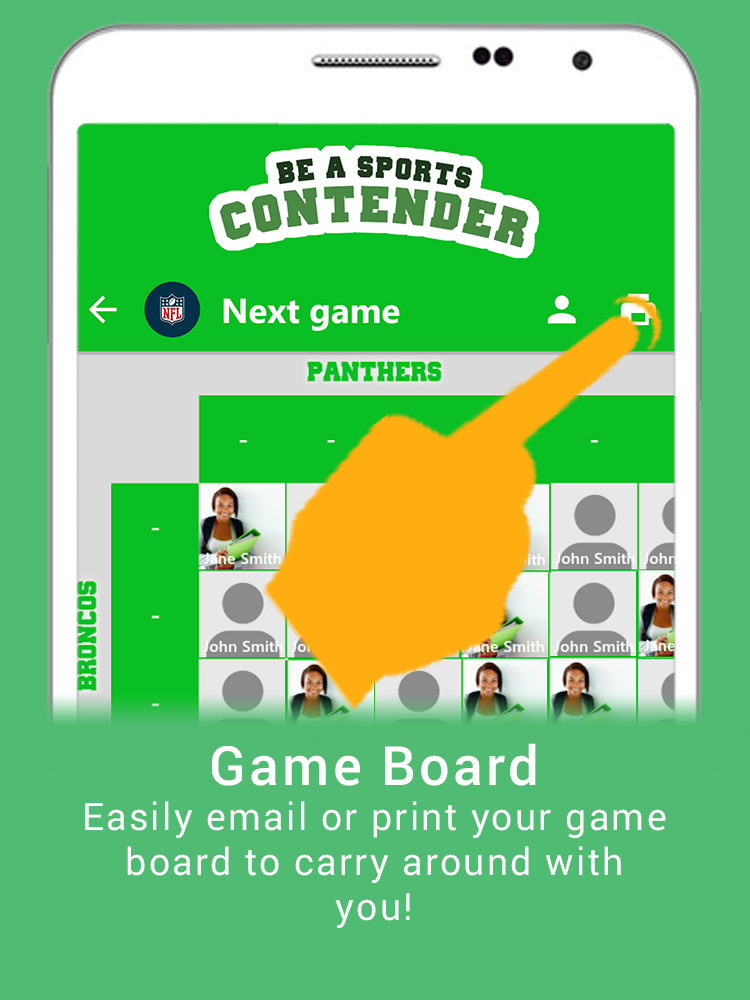 BE A SPORTS
CONTENDER
NFL
Next game
PANTHERS
- - -
BRONCOS
-
Jane Smith
ith
John Smith
John
-
John Smith
Jane Smith
John Smith
Jane
-
Game Board
Easily email or print your game
board to carry around with
you!